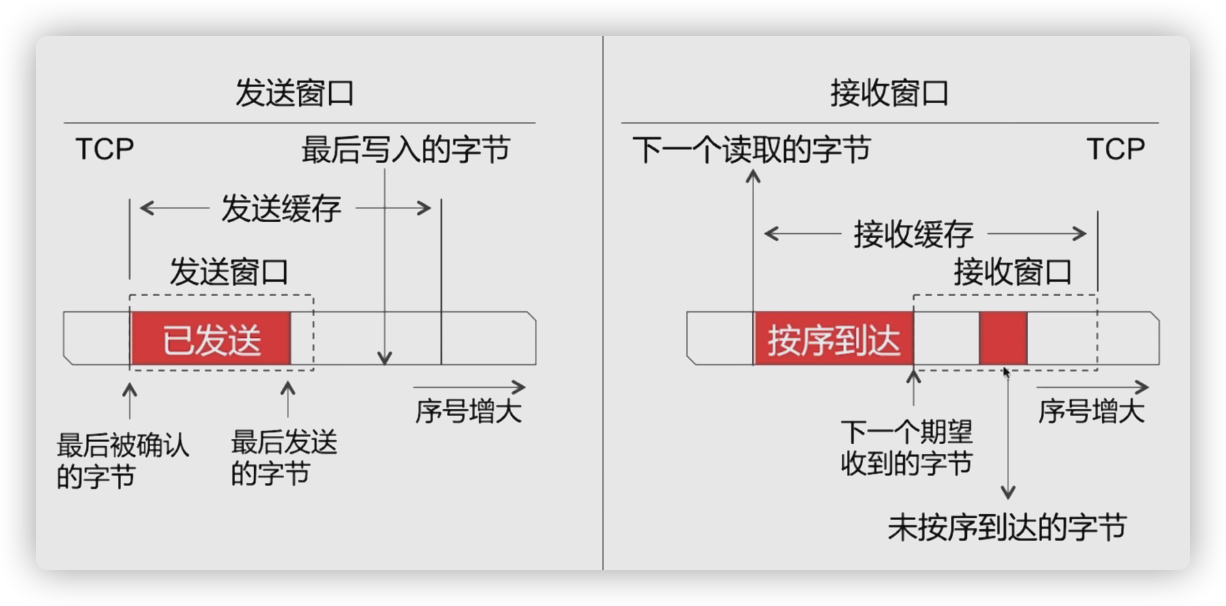 发送窗口
TCP
最后写入的字节
发送缓存
发送窗口
已发送
序号增大
最后被确认
的字节
最后发送
的字节
接收窗口
下一个读取的字节
TCP
接收缓存
接收窗口
按序到达
序号增大
下一个期望
收到的字节
未按序到达的字节